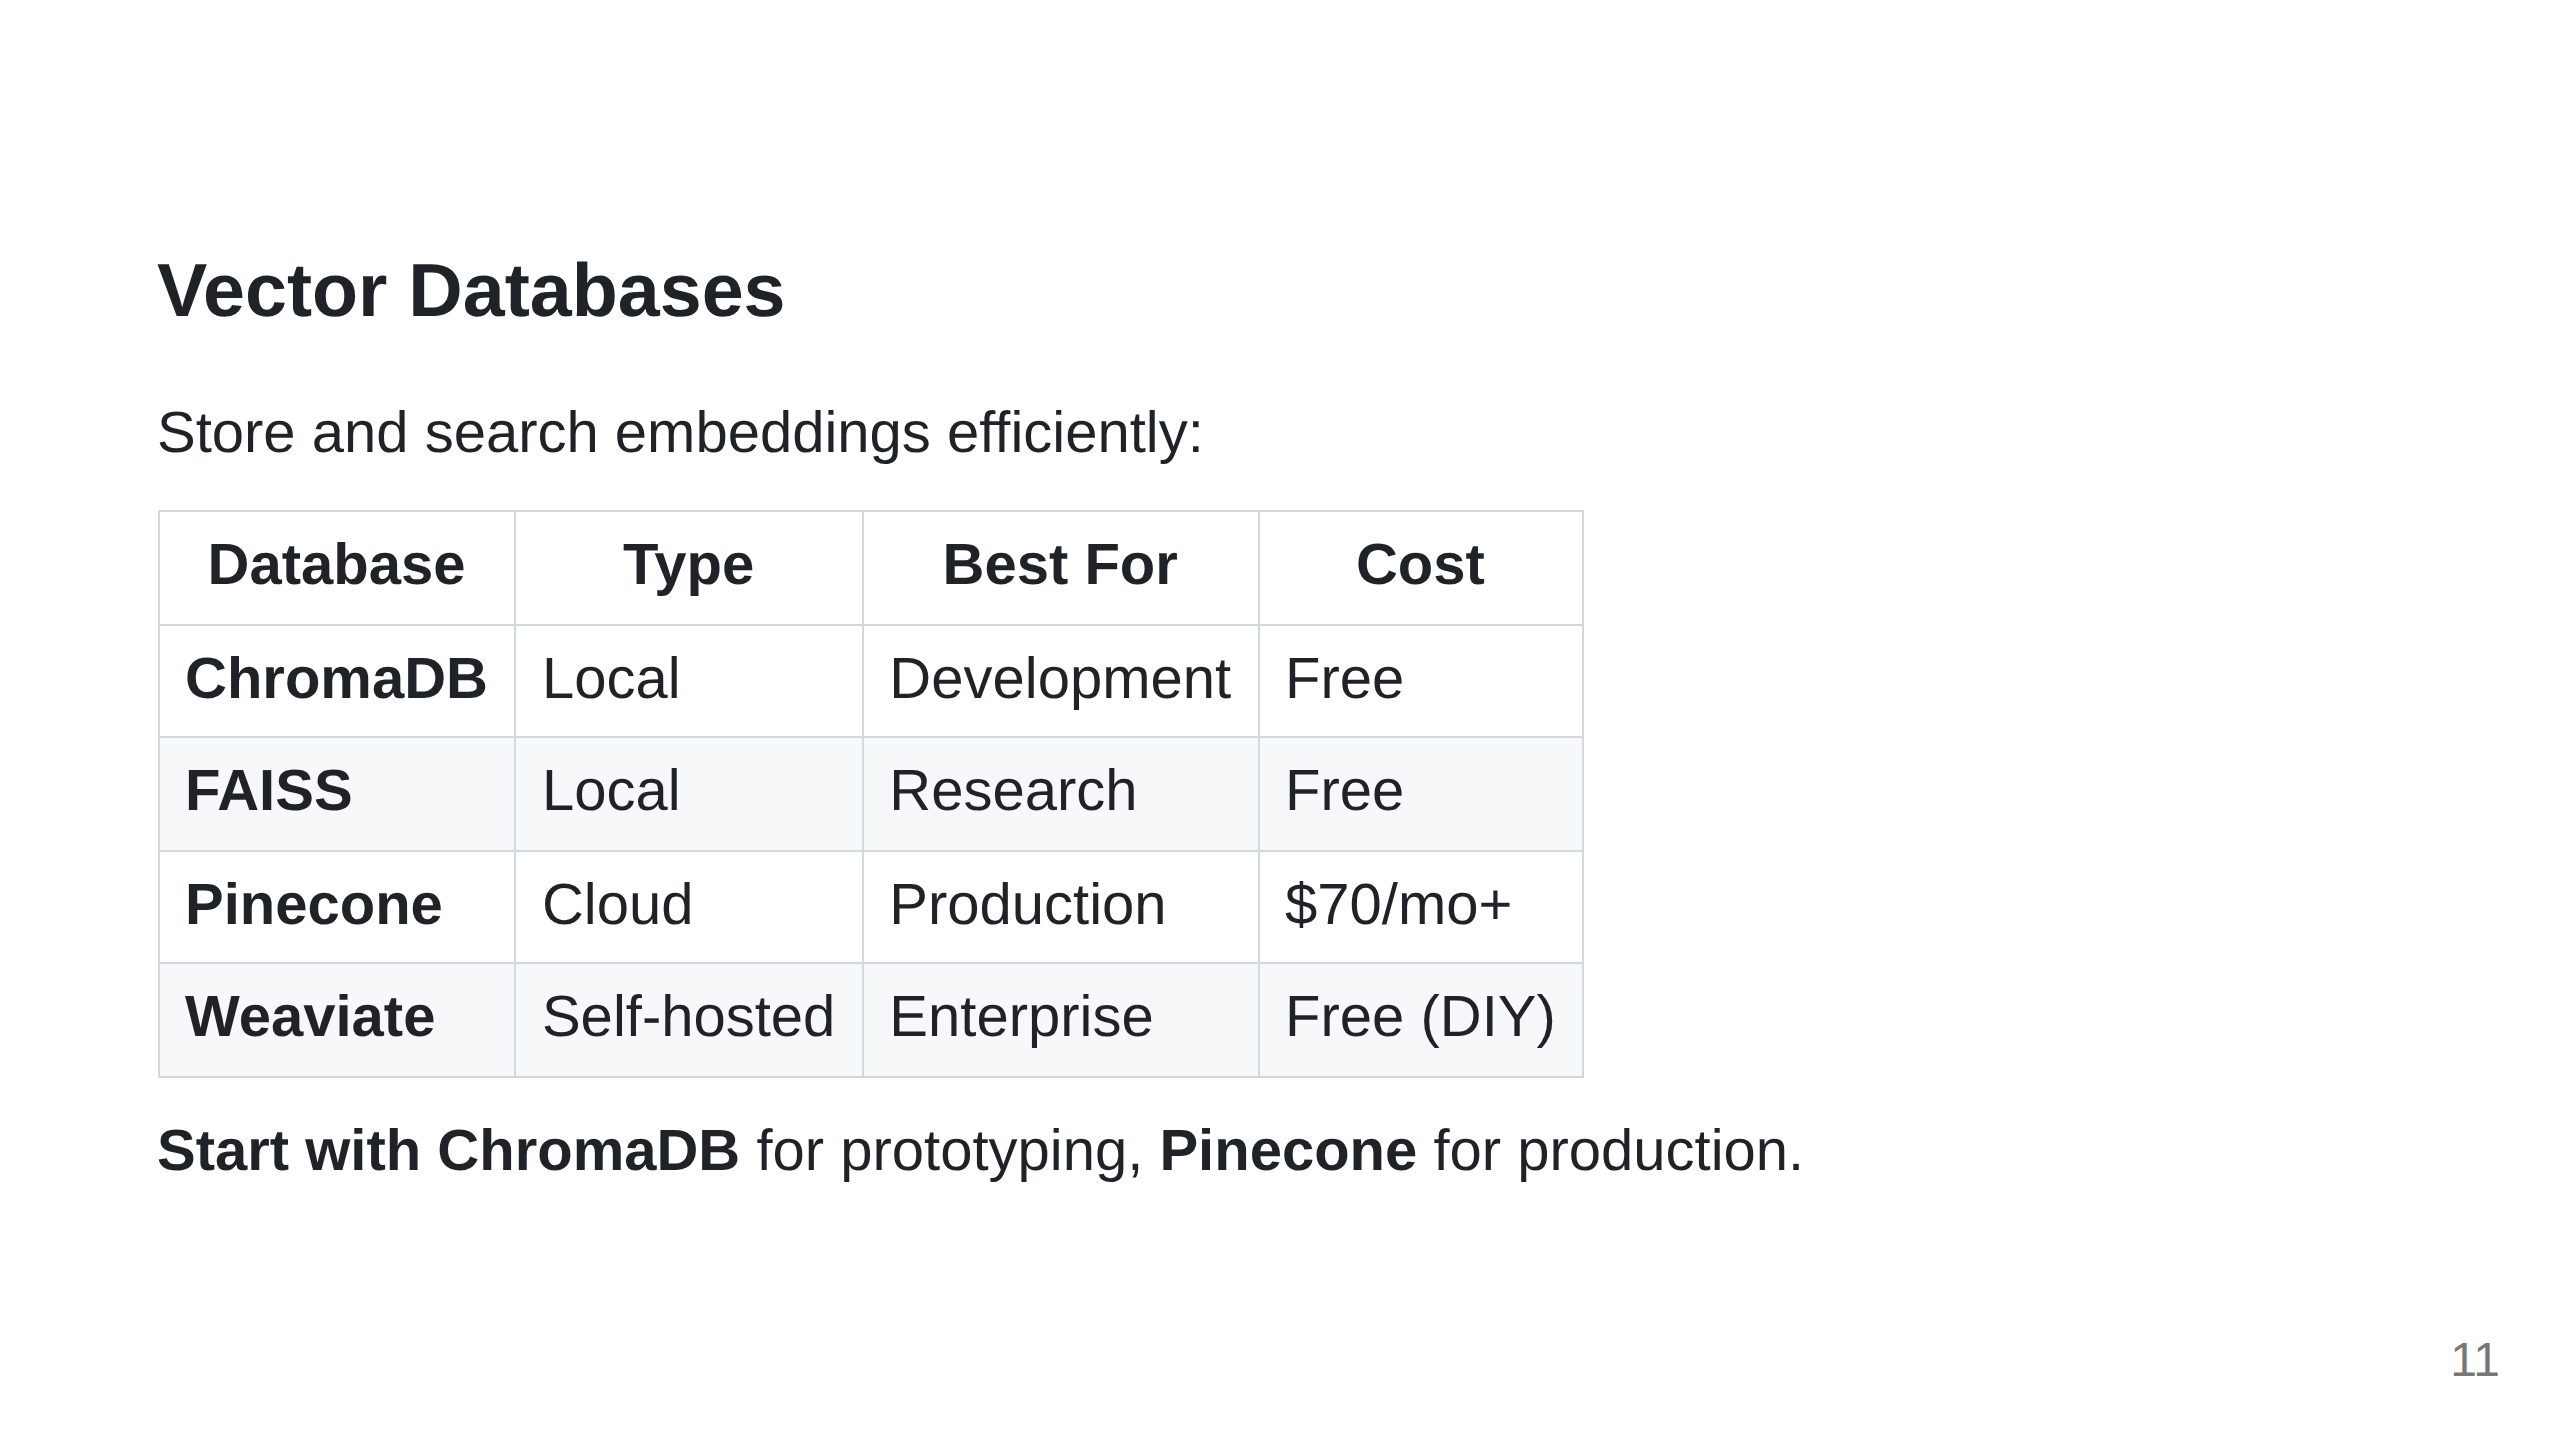 Vector Databases
Store and search embeddings efficiently:
Database Type Best For Cost
ChromaDB Local Development Free
FAISS Local Research Free
Pinecone Cloud Production $70/mo+
Weaviate Self-hosted Enterprise Free (DIY)
Start with ChromaDB for prototyping, Pinecone for production.
11